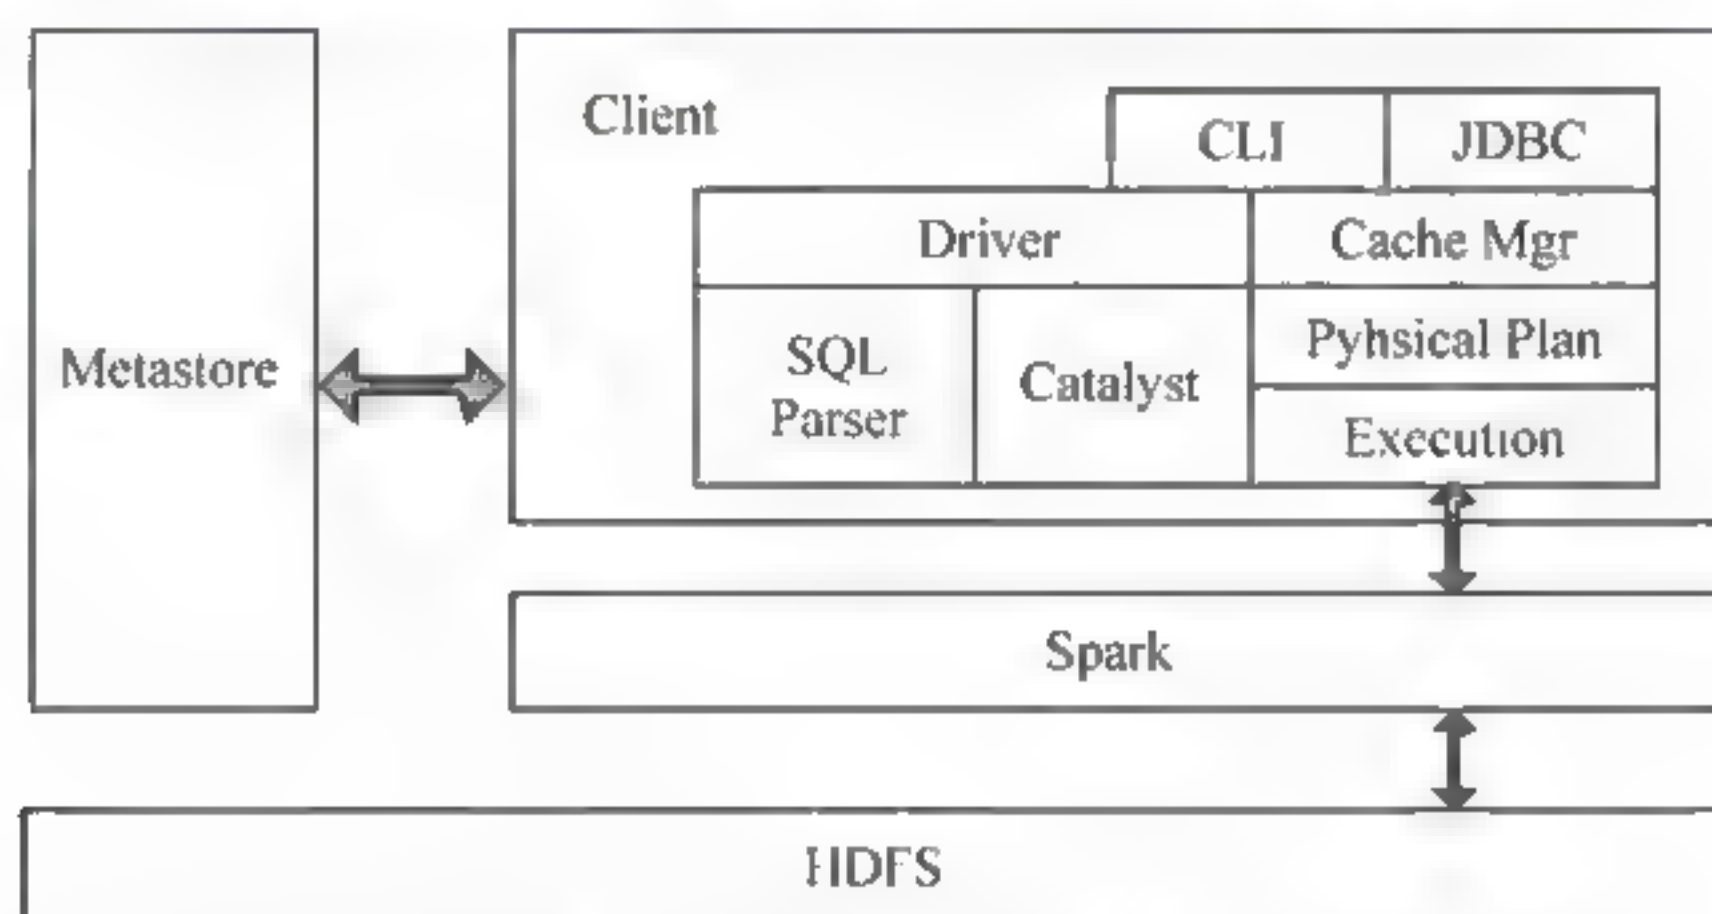 Client
CLI
JDBC
Driver
Cache Mgr
Metastore
SQL
Parser
Catalyst
Pyhsical Plan
Execution
Spark
HDFS